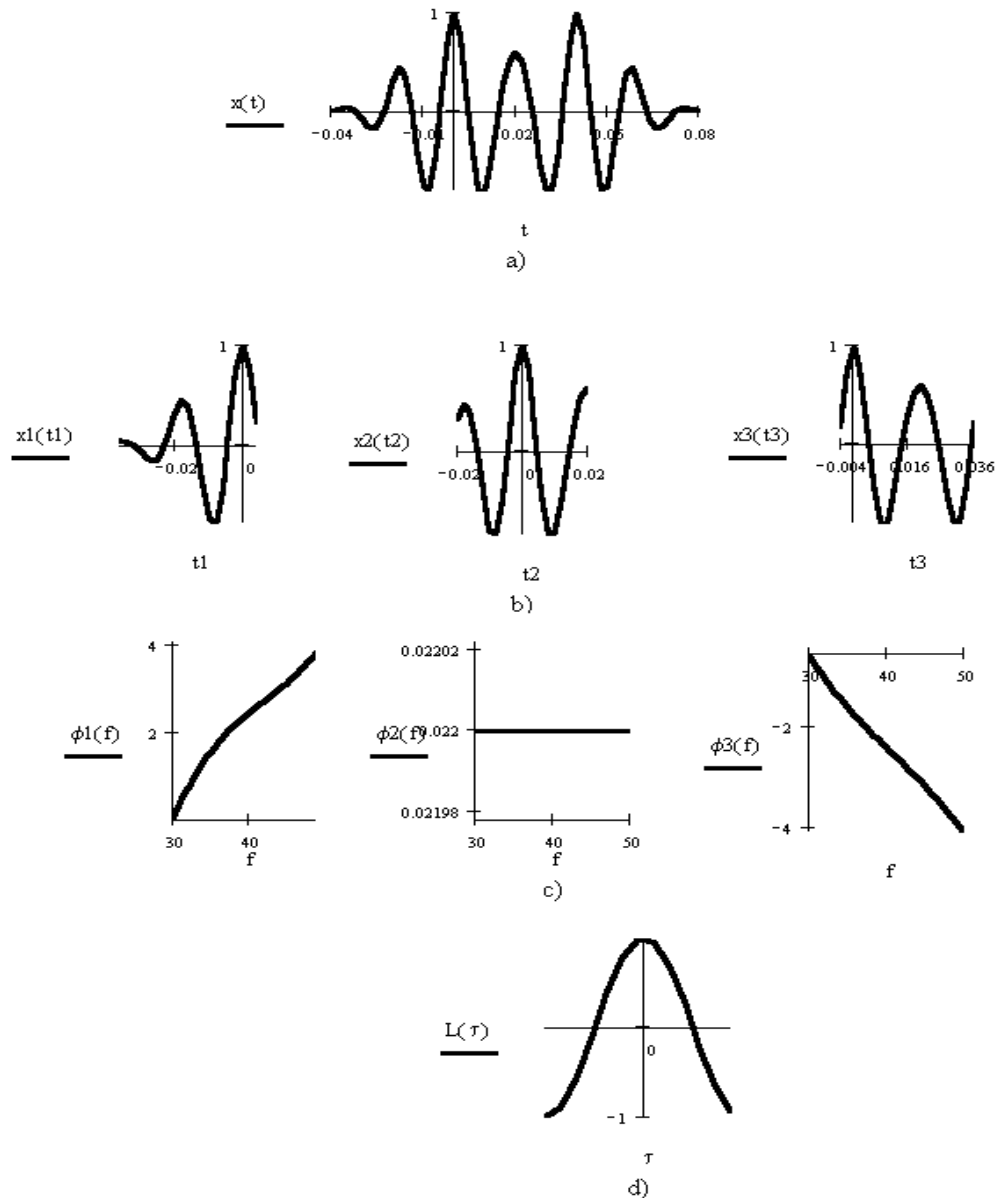 1
x(t)
-0.04 -0.01 0.02 0.05 0.08
t
a)
1 1 1
x1(t1) x2(t2) x3(t3)
-0.02 0 -0.02 0 0.02 -0.004 0.016 0.036
t1 t2 t3
b)
4 0.02202 30 40 50
ϕ1(f) 2 ϕ2(f) 0.022 ϕ3(f) -2
0.02198 -4
30 40 30 40 50
f f f
c)
L(τ)
0
-1
τ
d)